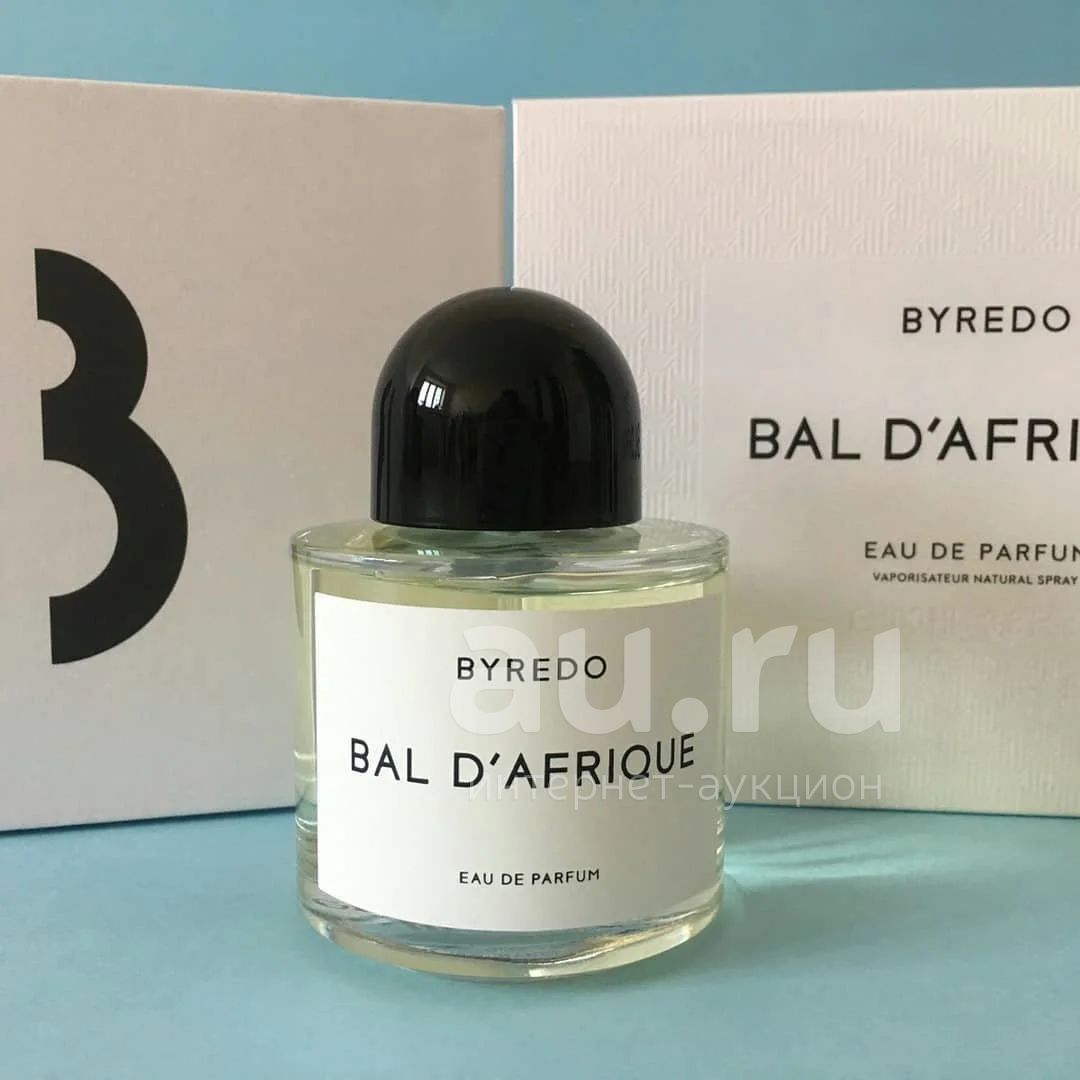 B
BYREDO
BAL D'AFRI
EAU DE PARFUM
VAPORISATEUR NATURAL SPRAY
BYREDO
BAL D'AFRIQUE
EAU DE PARFUM
au.ru
интернет-аукцион